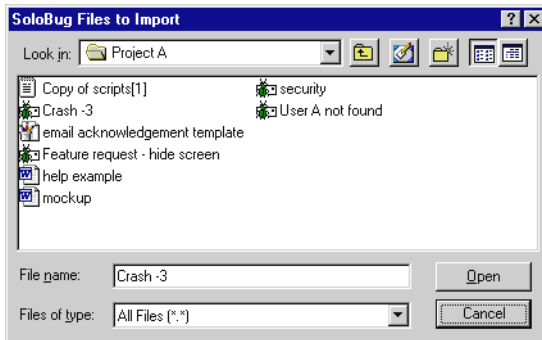 SoloBug Files to Import
Look in: Project A
Copy of scripts[1]
Crash -3
email acknowledgement template
Feature request - hide screen
help example
mockup
security
User A not found
File name: Crash -3
Open
Files of type: All Files (*.*)
Cancel